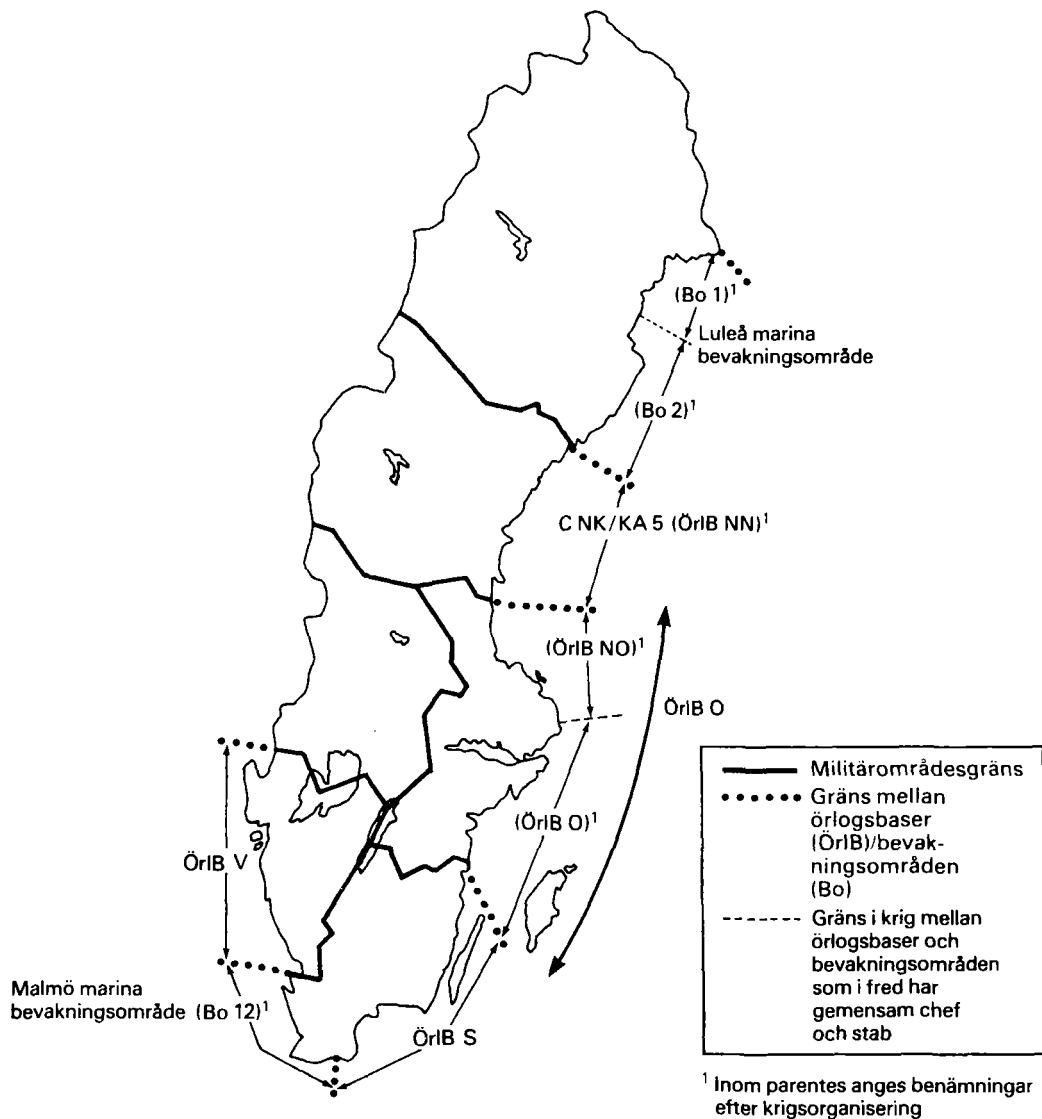 (Bo 1)¹
Luleå marina
bevakningsområde
(Bo 2)¹
C NK/KA 5 (ÖrlB NN)¹
(ÖrlB NO)¹
ÖrlB O
(ÖrlB O)¹
ÖrlB V
Malmö marina
bevakningsområde (Bo 12)¹
ÖrlB S
Militärområdesgräns
Gräns mellan
örlogsbaser
(ÖrlB)/bevak-
ningsområden
(Bo)
Gräns i krig mellan
örlogsbaser och
bevakningsområden
som i fred har
gemensam chef
och stab
¹ Inom parentes anges benämningar
efter krigsorganisering